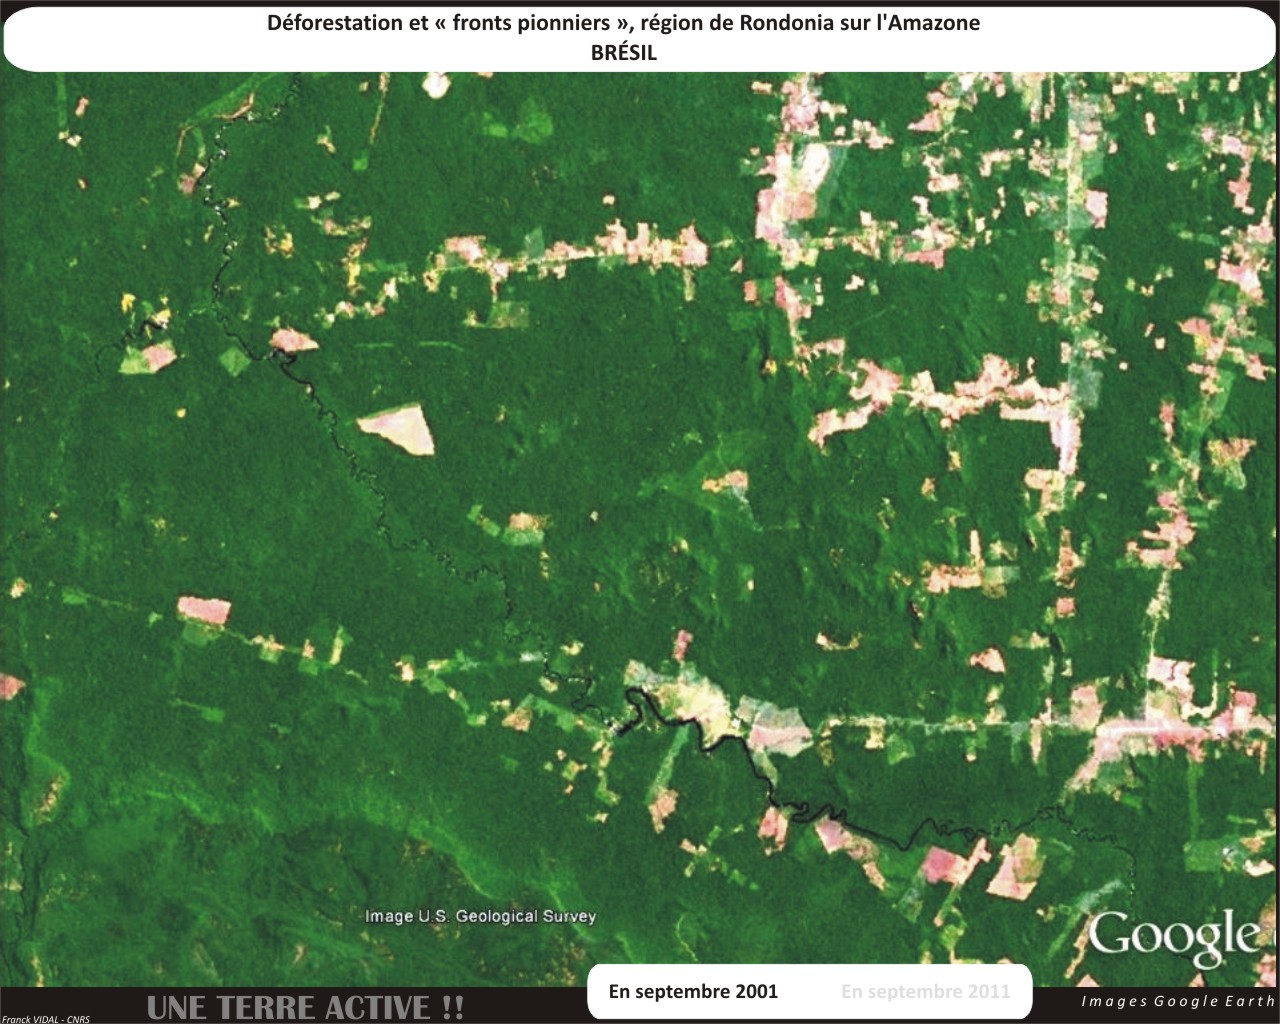 Déforestation et « fronts pionniers », région de Rondonia sur l'Amazone
BRÉSIL
Image U.S. Geological Survey
Google
En septembre 2001 En septembre 2011
UNE TERRE ACTIVE !!
Images Google Earth
Franck VIDAL - CNRS